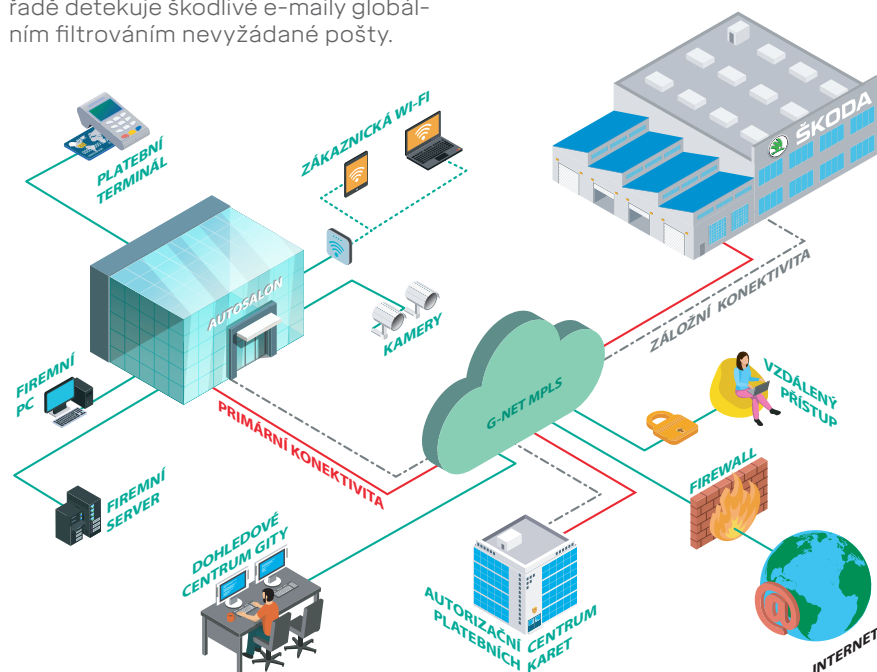 řadě detekuje škodlivé e-maily globál-
ním filtrováním nevyžádané pošty.
PLATEBNÍ
TERMINÁL
ZÁKAZNICKÁ WI-FI
ŠKODA
AUTOSALON
KAMERY
ZÁLOŽNÍ KONEKTIVITA
FIREMNÍ
PC
G-NET MPLS
VZDÁLENÝ
PŘÍSTUP
PRIMÁRNÍ KONEKTIVITA
FIREWALL
FIREMNÍ
SERVER
DOHLEDOVÉ
CENTRUM GITY
AUTORIZAČNÍ CENTRUM
PLATEBNÍCH KARET
@
INTERNET